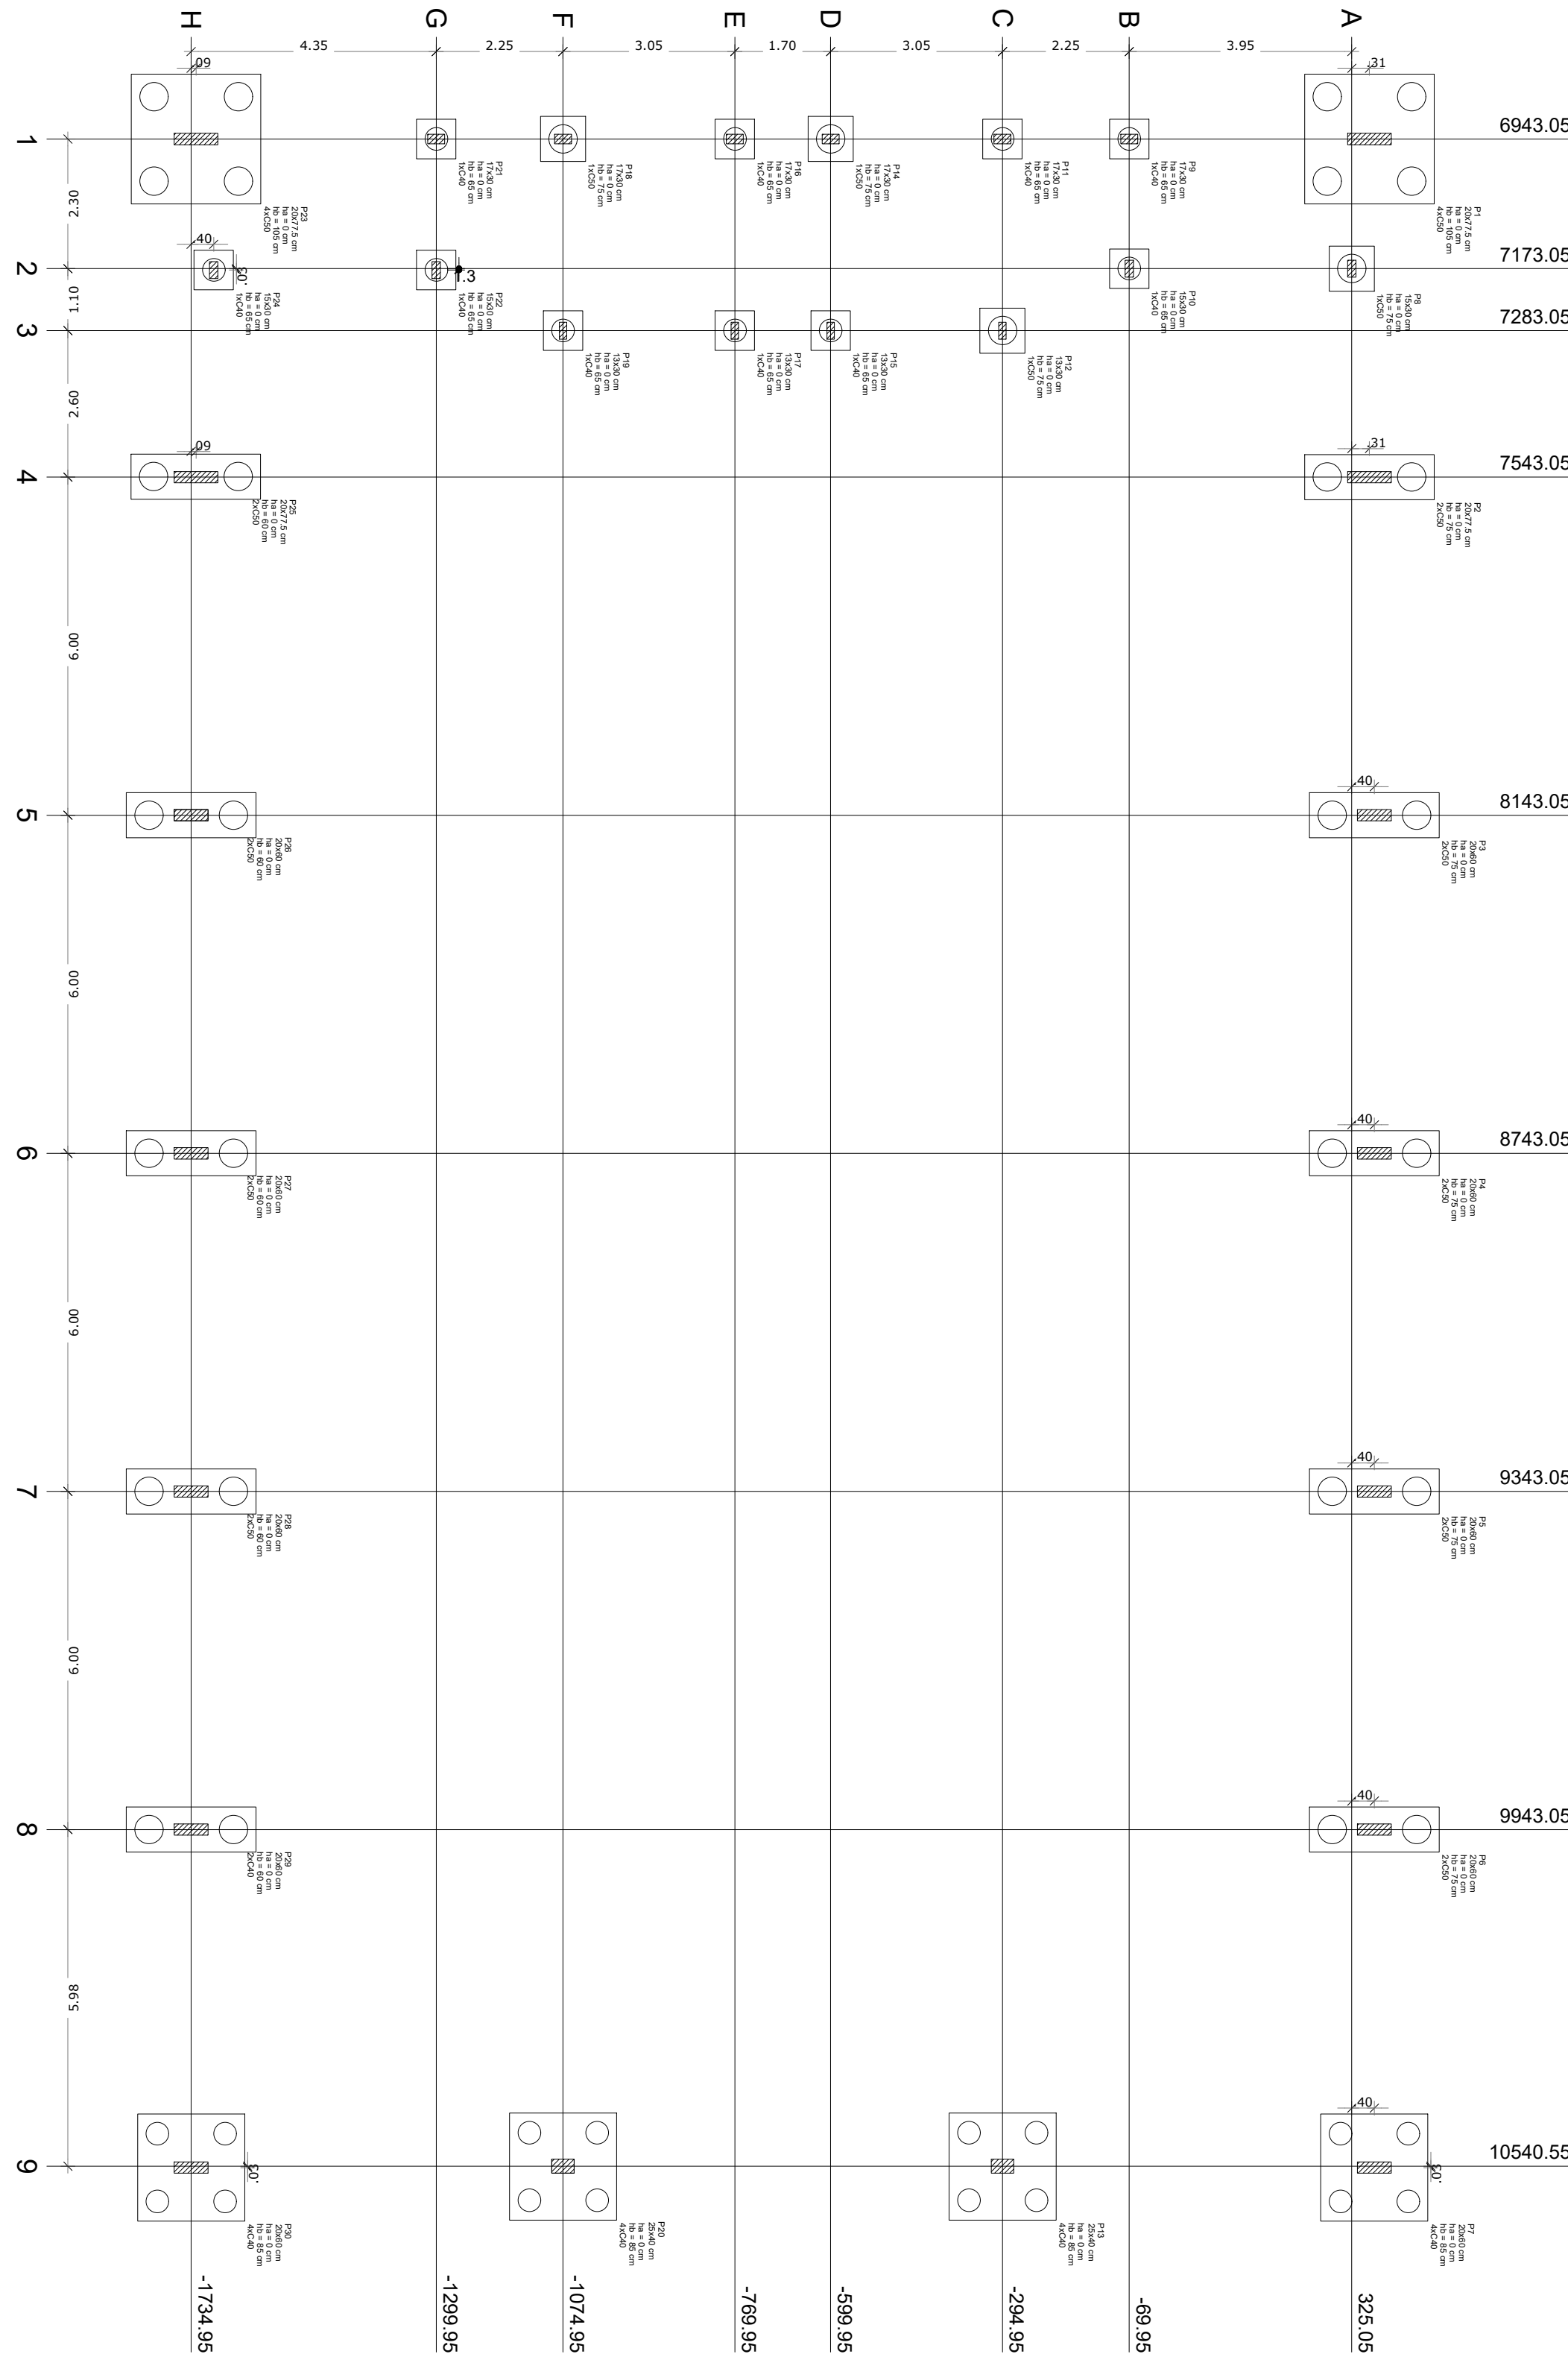 H
G
F
E
D
C
B
A
4.35
2.25
3.05
1.70
3.05
2.25
3.95
.09
.31
6943.05
1
P23
20x77.5 cm
ha = 0 cm
hb = 105 cm
4xC50
P21
17x30 cm
ha = 0 cm
hb = 65 cm
1xC40
P18
17x30 cm
ha = 0 cm
hb = 75 cm
1xC50
P16
17x30 cm
ha = 0 cm
hb = 65 cm
1xC40
P14
17x30 cm
ha = 0 cm
hb = 75 cm
1xC50
P11
17x30 cm
ha = 0 cm
hb = 65 cm
1xC40
P9
17x30 cm
ha = 0 cm
hb = 65 cm
1xC40
P1
20x77.5 cm
ha = 0 cm
hb = 105 cm
4xC50
2.30
.40
.03
1.3
7173.05
2
P24
15x30 cm
ha = 0 cm
hb = 65 cm
1xC40
P22
15x30 cm
ha = 0 cm
hb = 65 cm
1xC40
P10
15x30 cm
ha = 0 cm
hb = 65 cm
1xC40
P8
15x30 cm
ha = 0 cm
hb = 75 cm
1xC50
1.10
7283.05
3
P19
13x30 cm
ha = 0 cm
hb = 65 cm
1xC40
P17
13x30 cm
ha = 0 cm
hb = 65 cm
1xC40
P15
13x30 cm
ha = 0 cm
hb = 65 cm
1xC40
P12
13x30 cm
ha = 0 cm
hb = 75 cm
1xC50
2.60
.09
.31
7543.05
4
P25
20x77.5 cm
ha = 0 cm
hb = 60 cm
2xC50
P2
20x77.5 cm
ha = 0 cm
hb = 75 cm
2xC50
6.00
.40
8143.05
5
P26
20x60 cm
ha = 0 cm
hb = 60 cm
2xC50
P3
20x60 cm
ha = 0 cm
hb = 75 cm
2xC50
6.00
.40
8743.05
6
P27
20x60 cm
ha = 0 cm
hb = 60 cm
2xC50
P4
20x60 cm
ha = 0 cm
hb = 75 cm
2xC50
6.00
.40
9343.05
7
P28
20x60 cm
ha = 0 cm
hb = 60 cm
2xC50
P5
20x60 cm
ha = 0 cm
hb = 75 cm
2xC50
6.00
.40
9943.05
8
P29
20x60 cm
ha = 0 cm
hb = 60 cm
2xC40
P6
20x60 cm
ha = 0 cm
hb = 75 cm
2xC50
5.98
.40
.03
.03
10540.55
9
P30
20x60 cm
ha = 0 cm
hb = 85 cm
4xC40
P20
25x40 cm
ha = 0 cm
hb = 85 cm
4xC40
P13
25x40 cm
ha = 0 cm
hb = 85 cm
4xC40
P7
20x60 cm
ha = 0 cm
hb = 85 cm
4xC40
-1734.95
-1299.95
-1074.95
-769.95
-599.95
-294.95
-69.95
325.05